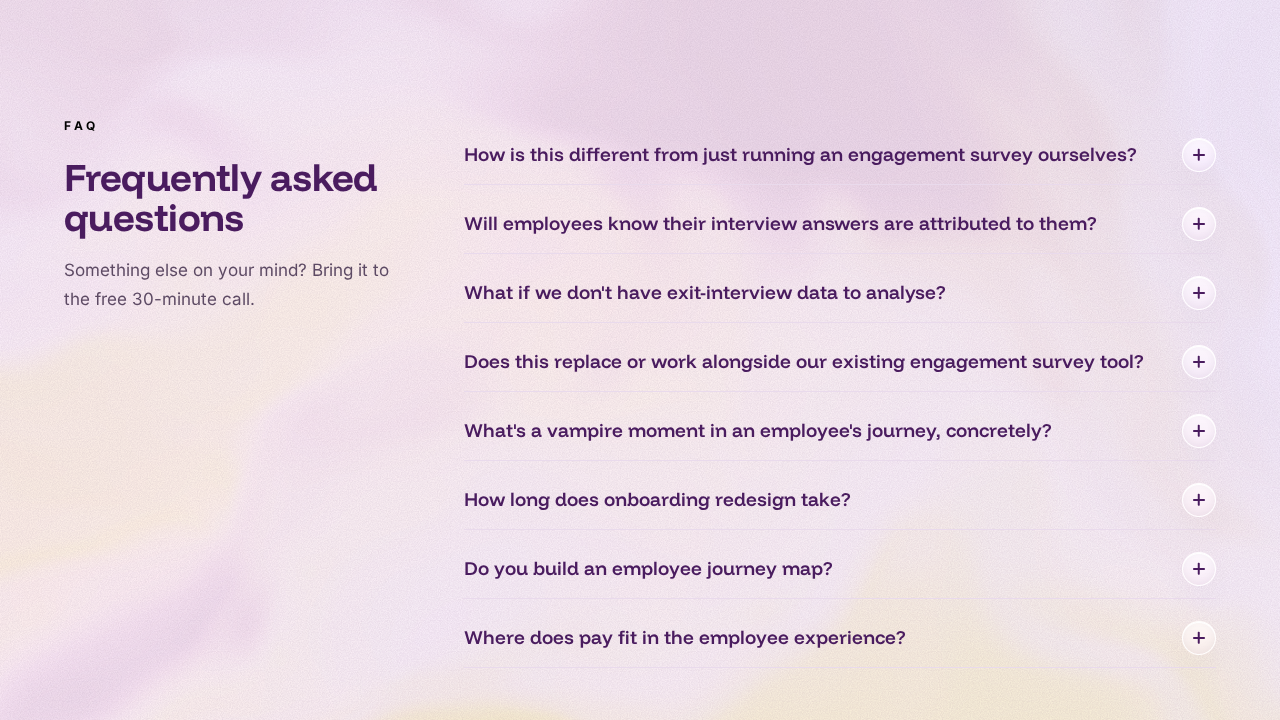 FAQ
Frequently asked
questions
Something else on your mind? Bring it to
the free 30-minute call.
How is this different from just running an engagement survey ourselves?
Will employees know their interview answers are attributed to them?
What if we don't have exit-interview data to analyse?
Does this replace or work alongside our existing engagement survey tool?
What's a vampire moment in an employee's journey, concretely?
How long does onboarding redesign take?
Do you build an employee journey map?
Where does pay fit in the employee experience?